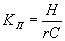 K_П = H / rC